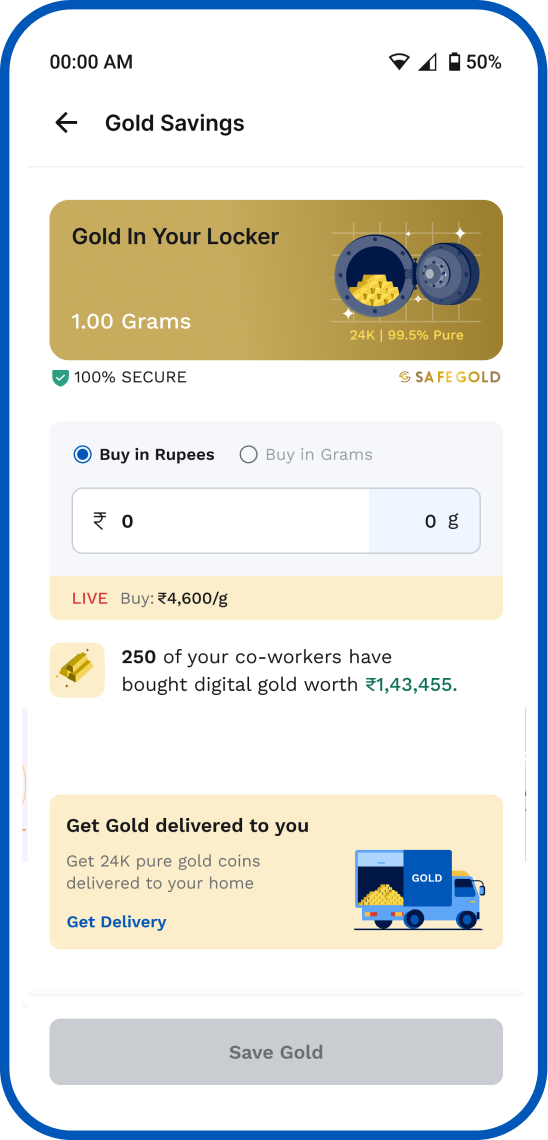 00:00 AM 50%
Gold Savings
Gold In Your Locker
1.00 Grams
24K | 99.5% Pure
100% SECURE SAFEGOLD
Buy in Rupees Buy in Grams
₹ 0 0 g
LIVE Buy: ₹4,600/g
250 of your co-workers have
bought digital gold worth ₹1,43,455.
Get Gold delivered to you
Get 24K pure gold coins
delivered to your home
GOLD
Get Delivery
Save Gold